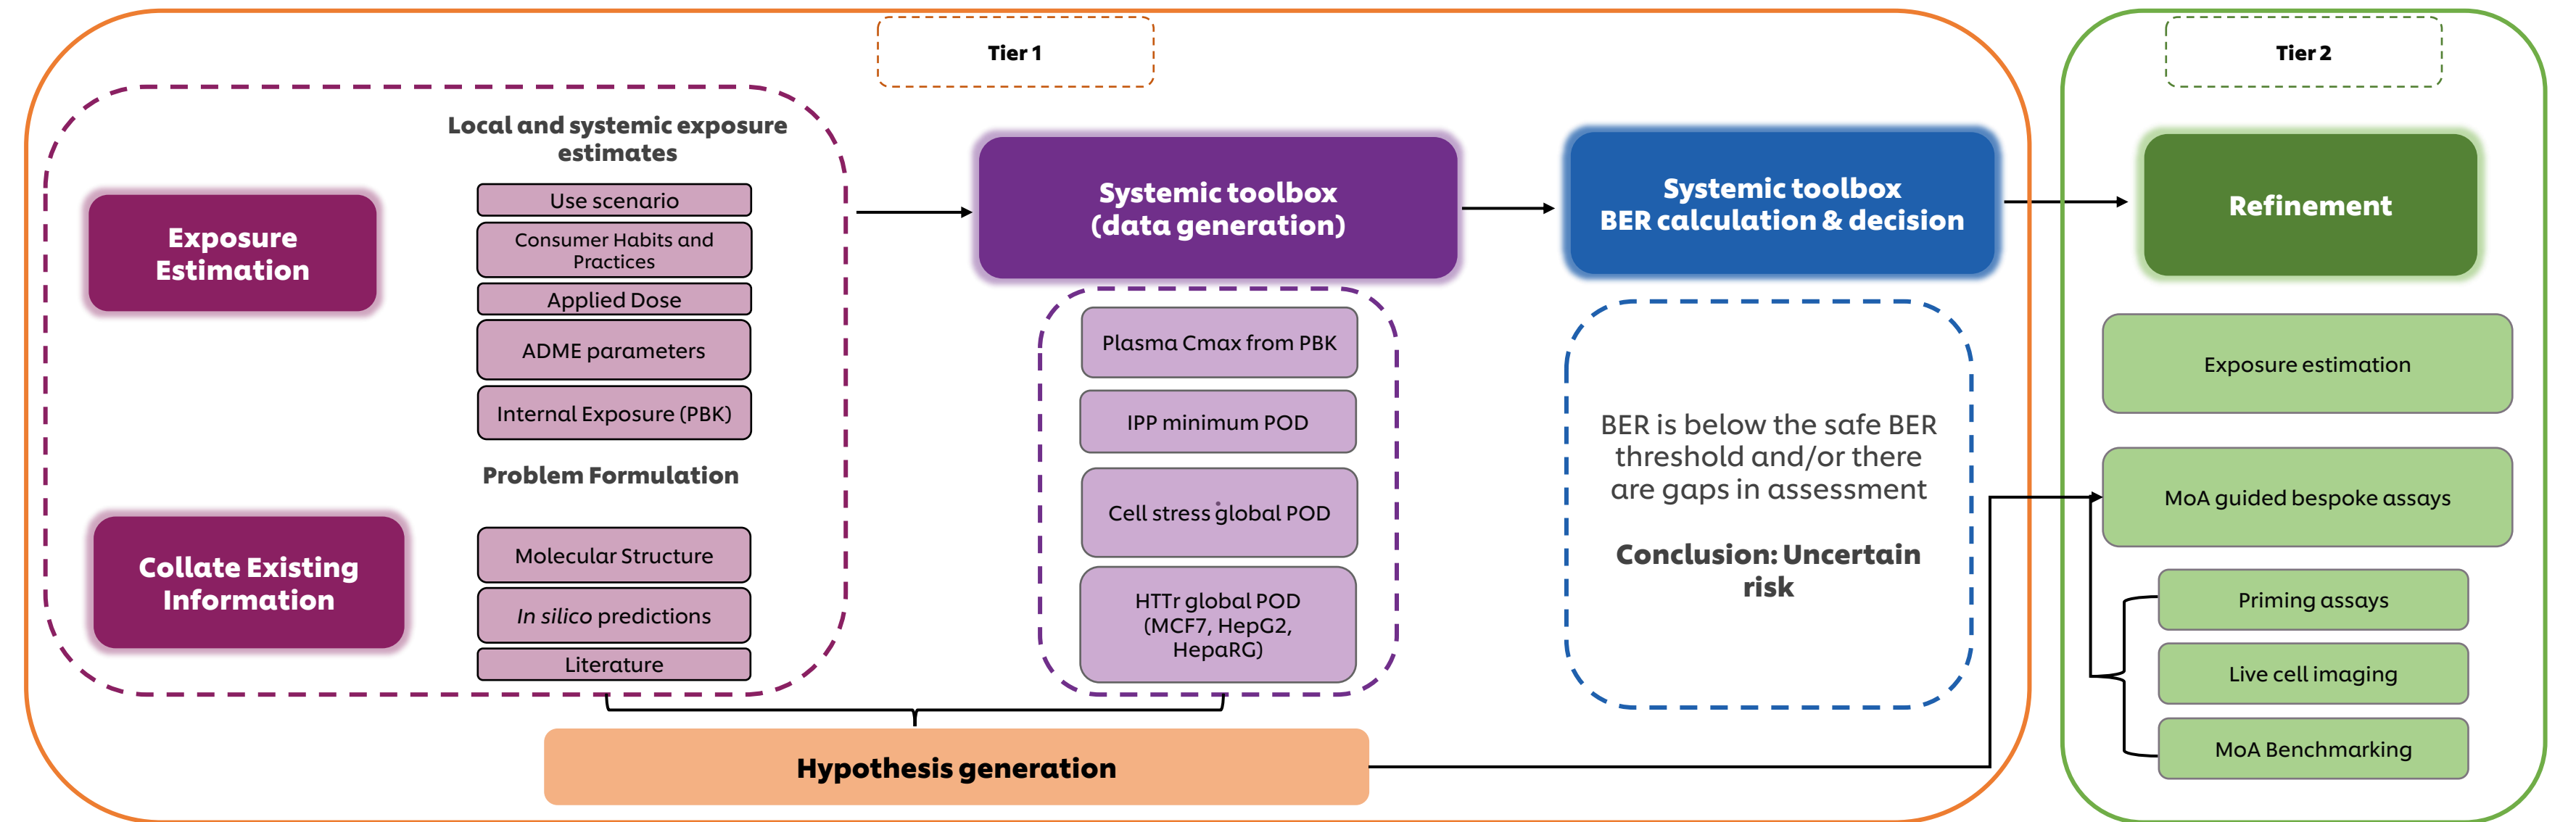 Tier 1
Tier 2
Local and systemic exposure
estimates
Exposure
Estimation
Use scenario
Consumer Habits and
Practices
Applied Dose
ADME parameters
Internal Exposure (PBK)
Problem Formulation
Collate Existing
Information
Molecular Structure
In silico predictions
Literature
Systemic toolbox
(data generation)
Plasma Cmax from PBK
IPP minimum POD
Cell stress global POD
HTTr global POD
(MCF7, HepG2,
HepaRG)
Systemic toolbox
BER calculation & decision
BER is below the safe BER
threshold and/or there
are gaps in assessment
Conclusion: Uncertain
risk
Hypothesis generation
Refinement
Exposure estimation
MoA guided bespoke assays
Priming assays
Live cell imaging
MoA Benchmarking